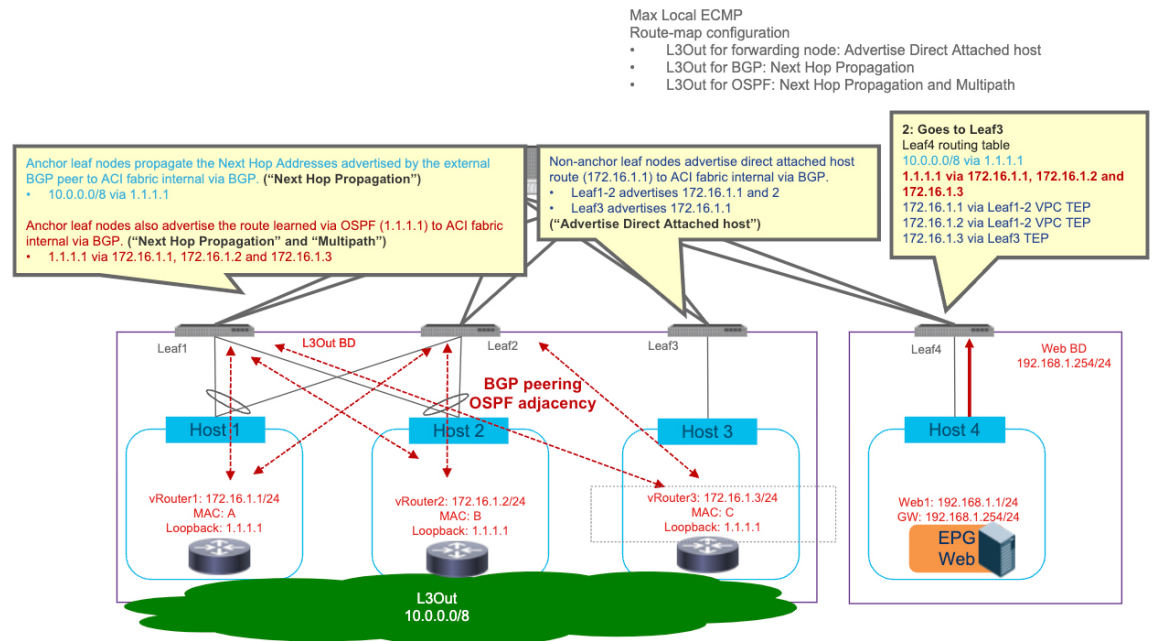 Max Local ECMP
Route-map configuration
• L3Out for forwarding node: Advertise Direct Attached host
• L3Out for BGP: Next Hop Propagation
• L3Out for OSPF: Next Hop Propagation and Multipath
Anchor leaf nodes propagate the Next Hop Addresses advertised by the external
BGP peer to ACI fabric internal via BGP. (“Next Hop Propagation”)
• 10.0.0.0/8 via 1.1.1.1
Anchor leaf nodes also advertise the route learned via OSPF (1.1.1.1) to ACI fabric
internal via BGP. (“Next Hop Propagation” and “Multipath”)
• 1.1.1.1 via 172.16.1.1, 172.16.1.2 and 172.16.1.3
Non-anchor leaf nodes advertise direct attached host
route (172.16.1.1) to ACI fabric internal via BGP.
• Leaf1-2 advertises 172.16.1.1 and 2
• Leaf3 advertises 172.16.1.1
(“Advertise Direct Attached host”)
2: Goes to Leaf3
Leaf4 routing table
10.0.0.0/8 via 1.1.1.1
1.1.1.1 via 172.16.1.1, 172.16.1.2 and
172.16.1.3
172.16.1.1 via Leaf1-2 VPC TEP
172.16.1.2 via Leaf1-2 VPC TEP
172.16.1.3 via Leaf3 TEP
Leaf1
L3Out BD
Leaf2
Leaf3
Leaf4
Web BD
192.168.1.254/24
BGP peering
OSPF adjacency
Host 1
Host 2
Host 3
Host 4
vRouter1: 172.16.1.1/24
MAC: A
Loopback: 1.1.1.1
vRouter2: 172.16.1.2/24
MAC: B
Loopback: 1.1.1.1
vRouter3: 172.16.1.3/24
MAC: C
Loopback: 1.1.1.1
Web1: 192.168.1.1/24
GW: 192.168.1.254/24
EPG
Web
L3Out
10.0.0.0/8